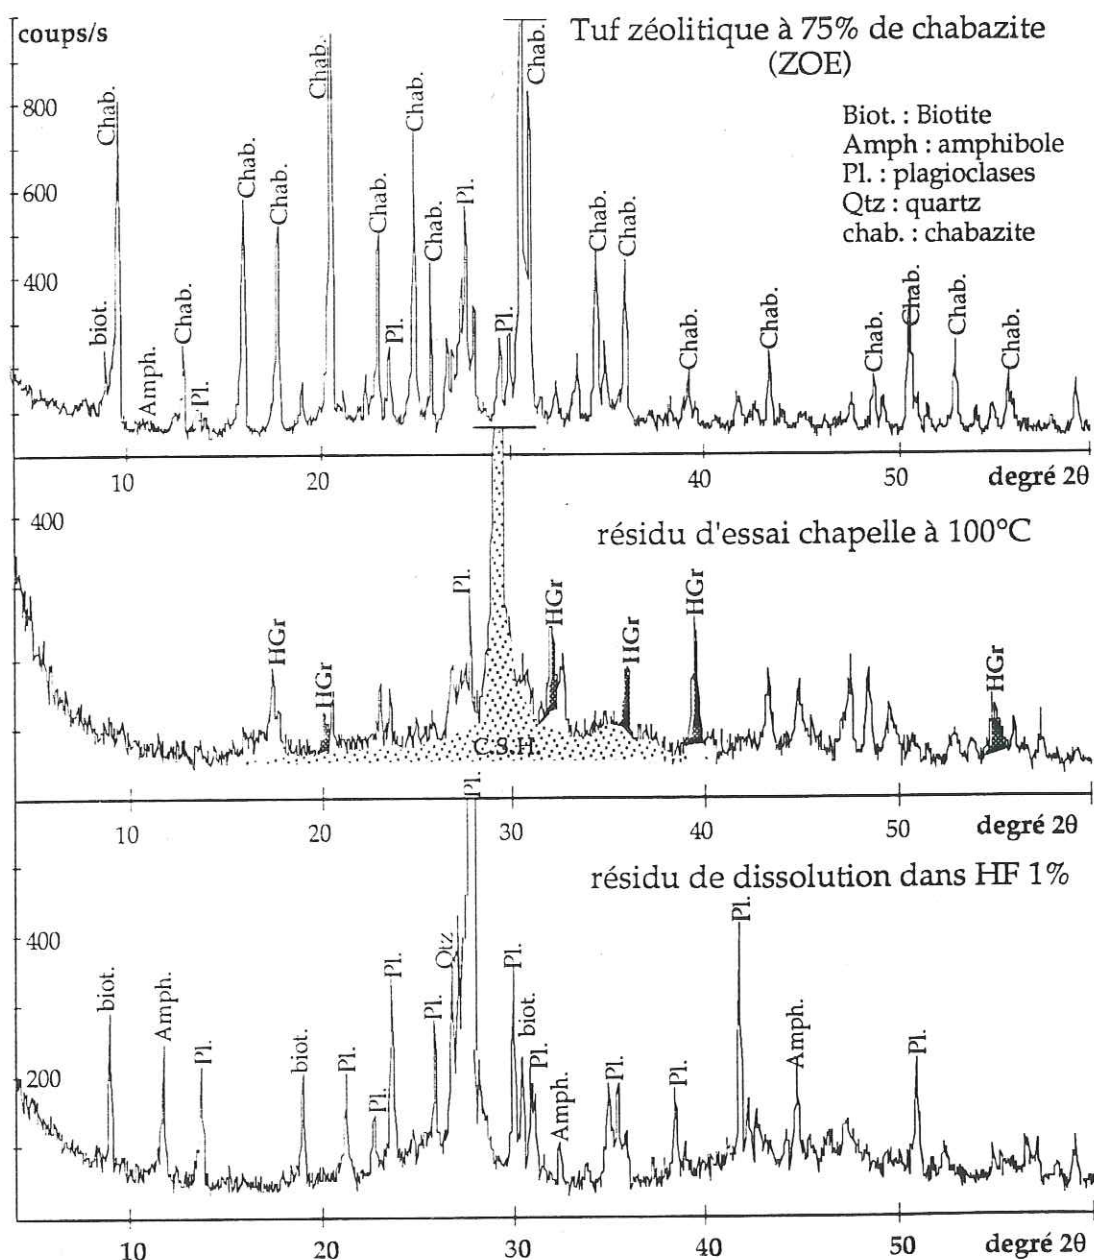 coups/s
Tuf zéolitique à 75% de chabazite
(ZOE)
Biot. : Biotite
Amph : amphibole
Pl. : plagioclases
Qtz : quartz
chab. : chabazite
800
600
400
biot.
Chab.
Amph.
Chab.
Pl.
Chab.
Chab.
Chab.
Chab.
Pl.
Chab.
Chab.
Pl.
Pl.
Chab.
Chab.
Chab.
Chab.
Chab.
Chab.
Chab.
Chab.
Chab.
10
20
40
50
degré 2θ
résidu d'essai chapelle à 100°C
400
HGr
HGr
Pl.
C.S.H.
HGr
HGr
HGr
HGr
10
20
30
40
50
degré 2θ
résidu de dissolution dans HF 1%
400
200
biot.
Amph.
Pl.
biot.
Pl.
Pl.
Pl.
Pl.
Qtz
Pl.
Pl.
biot.
Pl.
Amph.
Pl.
Pl.
Pl.
Amph.
Pl.
10
20
30
40
50
degré 2θ